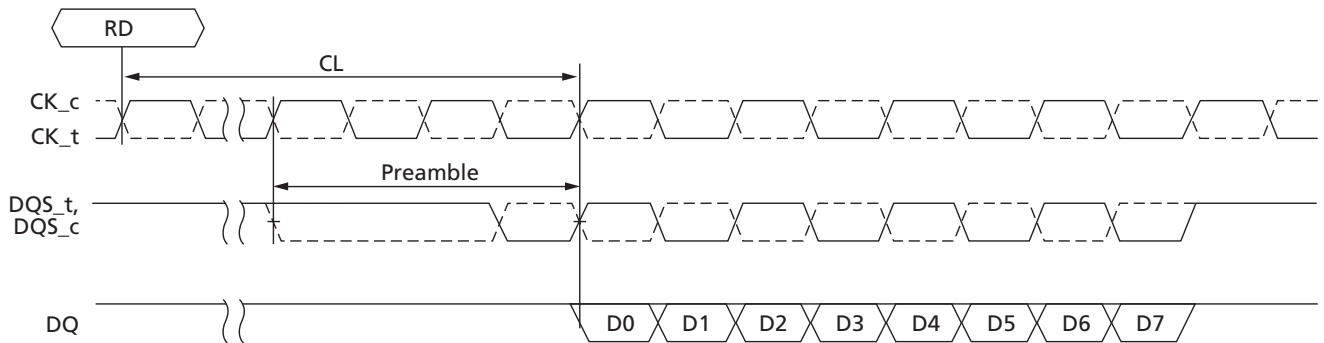 RD
CL
CK_c
CK_t
Preamble
DQS_t,
DQS_c
DQ
D0 D1 D2 D3 D4 D5 D6 D7